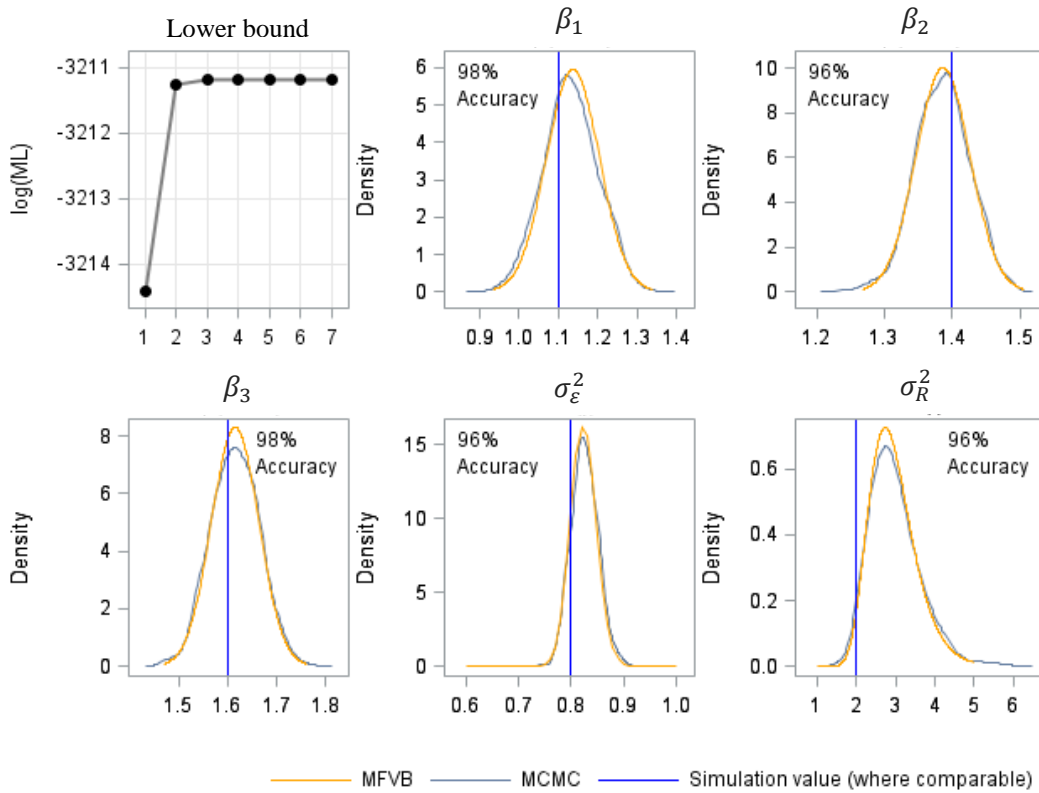 Lower bound
β₁
β₂
-3211
-3212
-3213
-3214
log(ML)
1 2 3 4 5 6 7
98%
Accuracy
6
5
4
3
2
1
0
Density
0.9 1.0 1.1 1.2 1.3 1.4
96%
Accuracy
10
8
6
4
2
0
Density
1.2 1.3 1.4 1.5
β₃
σ²_ε
σ²_R
98%
Accuracy
8
6
4
2
0
Density
1.5 1.6 1.7 1.8
96%
Accuracy
15
10
5
0
Density
0.6 0.7 0.8 0.9 1.0
96%
Accuracy
0.6
0.4
0.2
0.0
Density
1 2 3 4 5 6
MFVB MCMC Simulation value (where comparable)